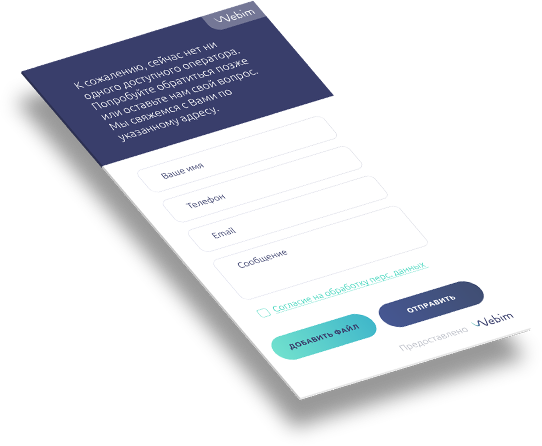 Webim
К сожалению, сейчас нет ни
одного доступного оператора.
Попробуйте обратиться позже
или оставьте нам свой вопрос.
Мы свяжемся с Вами по
указанному адресу.
Ваше имя
Телефон
Email
Сообщение
Согласие на обработку перс. данных
ДОБАВИТЬ ФАЙЛ
ОТПРАВИТЬ
Предоставлено Webim